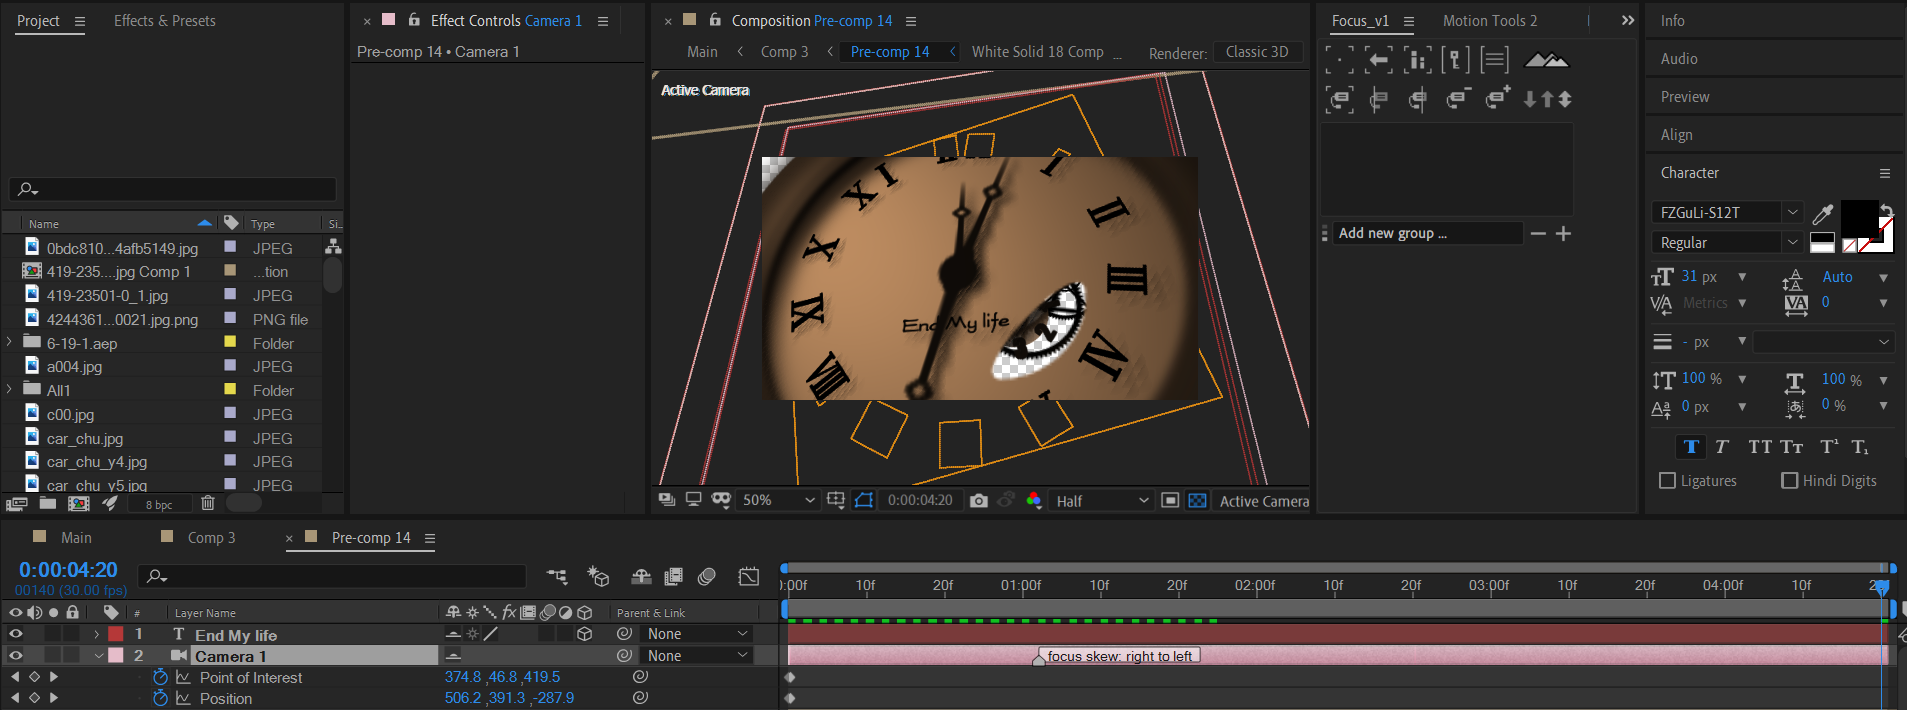 Project
Effects & Presets
Effect Controls Camera 1
Composition Pre-comp 14
Focus_v1
Motion Tools 2
Info
Pre-comp 14 • Camera 1
Main
Comp 3
Pre-comp 14
White Solid 18 Comp ...
Renderer:
Classic 3D
Audio
Active Camera
Preview
Align
Character
Name
Type
Si...
FZGuLi-S12T
Regular
Add new group ...
0bdc810...4afb5149.jpg
JPEG
419-235....jpg Comp 1
...tion
419-23501-0_1.jpg
JPEG
4244361...0021.jpg.png
PNG file
6-19-1.aep
Folder
a004.jpg
JPEG
All1
Folder
c00.jpg
JPEG
car_chu.jpg
JPEG
car_chu_y4.jpg
JPEG
car_chu_y5.jpg
JPEG
8 bpc
XI
I
II
III
IV
X
IX
VIII
End My life
2
31 px
Auto
Metrics
0
- px
100 %
100 %
0 px
0 %
T T TT Tt T¹ T₁
Ligatures
Hindi Digits
50%
0:00:04:20
Half
Active Camera
Main
Comp 3
Pre-comp 14
0:00:04:20
00140 (30.00 fps)
:00f
10f
20f
01:00f
10f
20f
02:00f
10f
20f
03:00f
10f
20f
04:00f
10f
#
Layer Name
Parent & Link
1
T
End My life
None
2
Camera 1
None
focus skew: right to left
Point of Interest
374.8 ,46.8 ,419.5
Position
506.2 ,391.3 ,-287.9